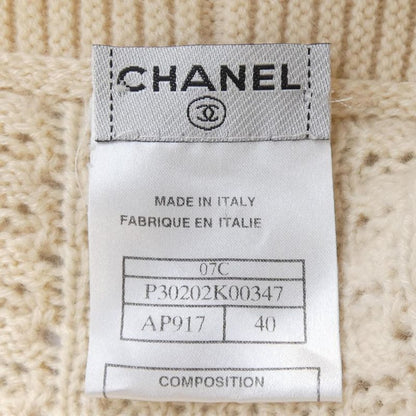 CHANEL
MADE IN ITALY
FABRIQUE EN ITALIE
07C
P30202K00347
AP917 40
COMPOSITION